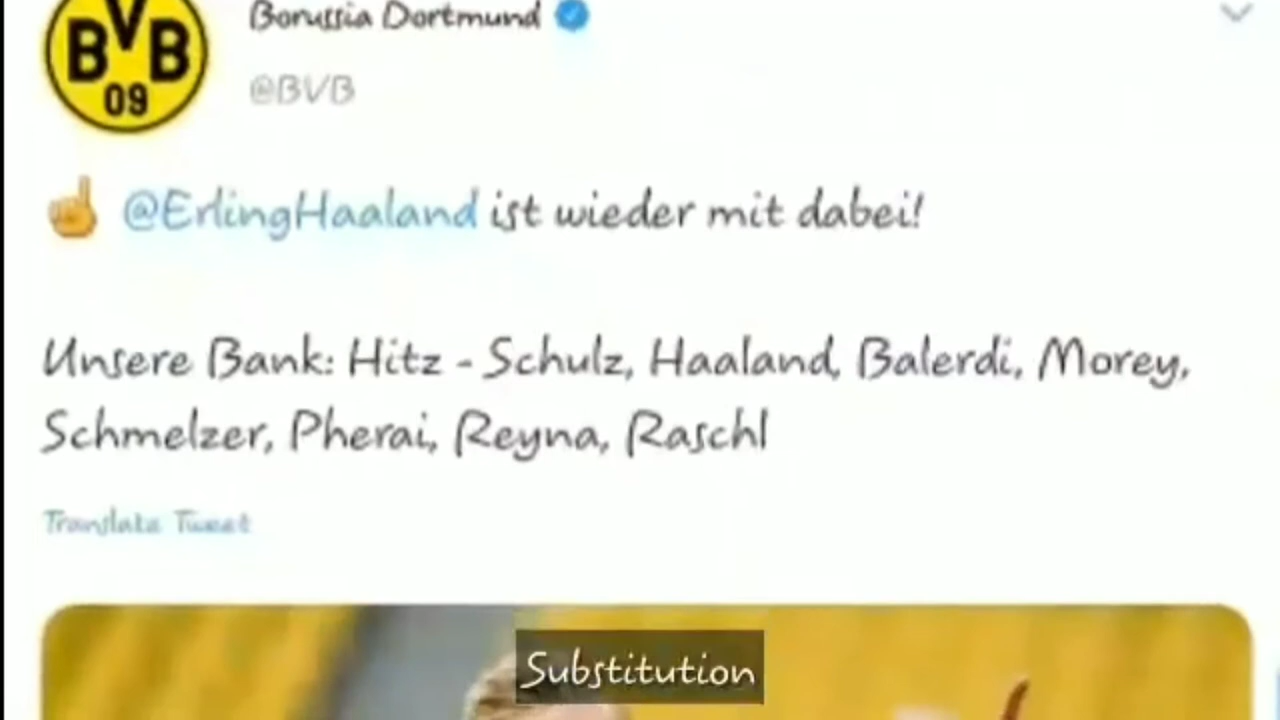 BVB
09
Borussia Dortmund
@BVB
@ErlingHaaland ist wieder mit dabei!
Unsere Bank: Hitz - Schulz, Haaland, Balerdi, Morey,
Schmelzer, Pherai, Reyna, Raschl
Translate Tweet
Substitution